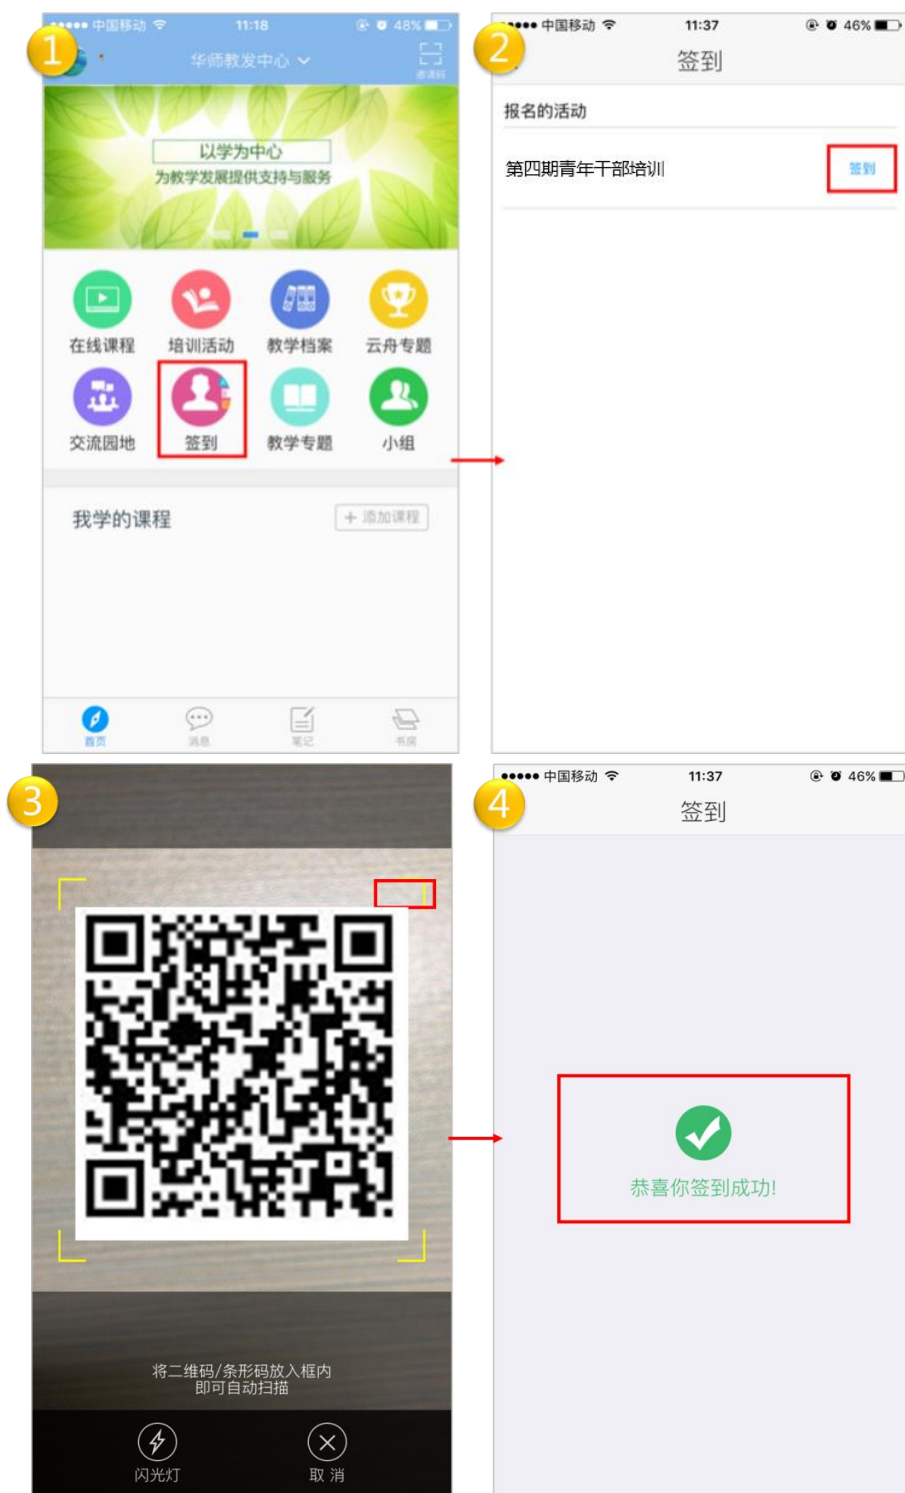 1
中国移动 11:18 48%
华师教发中心
邀请码
以学为中心
为教学发展提供支持与服务
在线课程 培训活动 教学档案 云舟专题
交流园地 签到 教学专题 小组
我学的课程 + 添加课程
首页 消息 笔记 书房
2
中国移动 11:37 46%
签到
报名的活动
第四期青年干部培训 签到
3
将二维码/条形码放入框内
即可自动扫描
闪光灯 取消
4
中国移动 11:37 46%
签到
恭喜你签到成功!